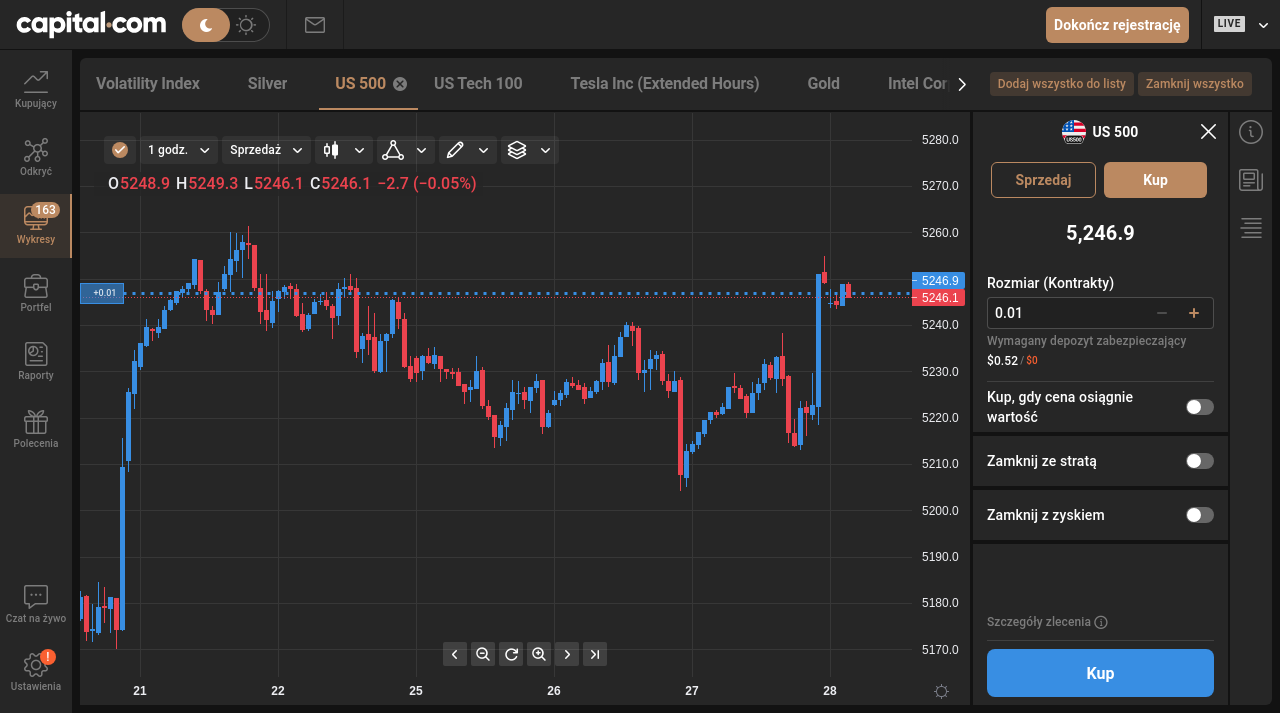 capital.com
Dokończ rejestrację
LIVE
Kupujący
Odkryć
163
Wykresy
Portfel
Raporty
Polecenia
Czat na żywo
!
Ustawienia
Volatility Index
Silver
US 500
US Tech 100
Tesla Inc (Extended Hours)
Gold
Intel Cor
Dodaj wszystko do listy
Zamknij wszystko
1 godz.
Sprzedaż
O5248.9 H5249.3 L5246.1 C5246.1 −2.7 (−0.05%)
+0.01
5280.0
5270.0
5260.0
5246.9
5246.1
5240.0
5230.0
5220.0
5210.0
5200.0
5190.0
5180.0
5170.0
21
22
25
26
27
28
US 500
Sprzedaj
Kup
5,246.9
Rozmiar (Kontrakty)
0.01
Wymagany depozyt zabezpieczający
$0.52 / $0
Kup, gdy cena osiągnie
wartość
Zamknij ze stratą
Zamknij z zyskiem
Szczegóły zlecenia
Kup